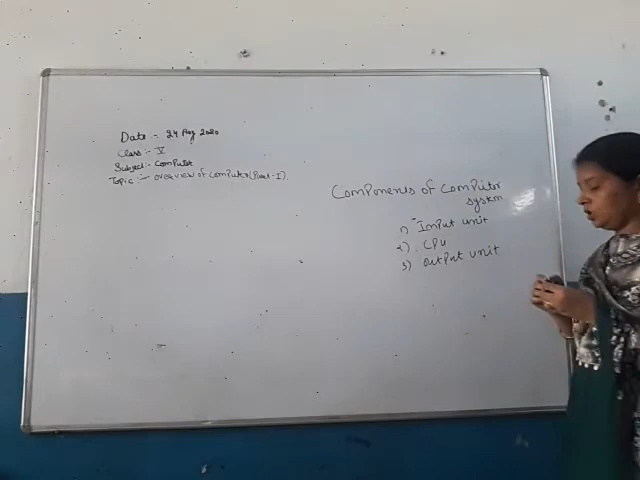 Date :- 24 Aug 2020
Class :- V
Subject :- Computer
Topic :- overview of computer (Part-I)
Components of Computer
system
1) Input unit
2) CPU
3) output unit